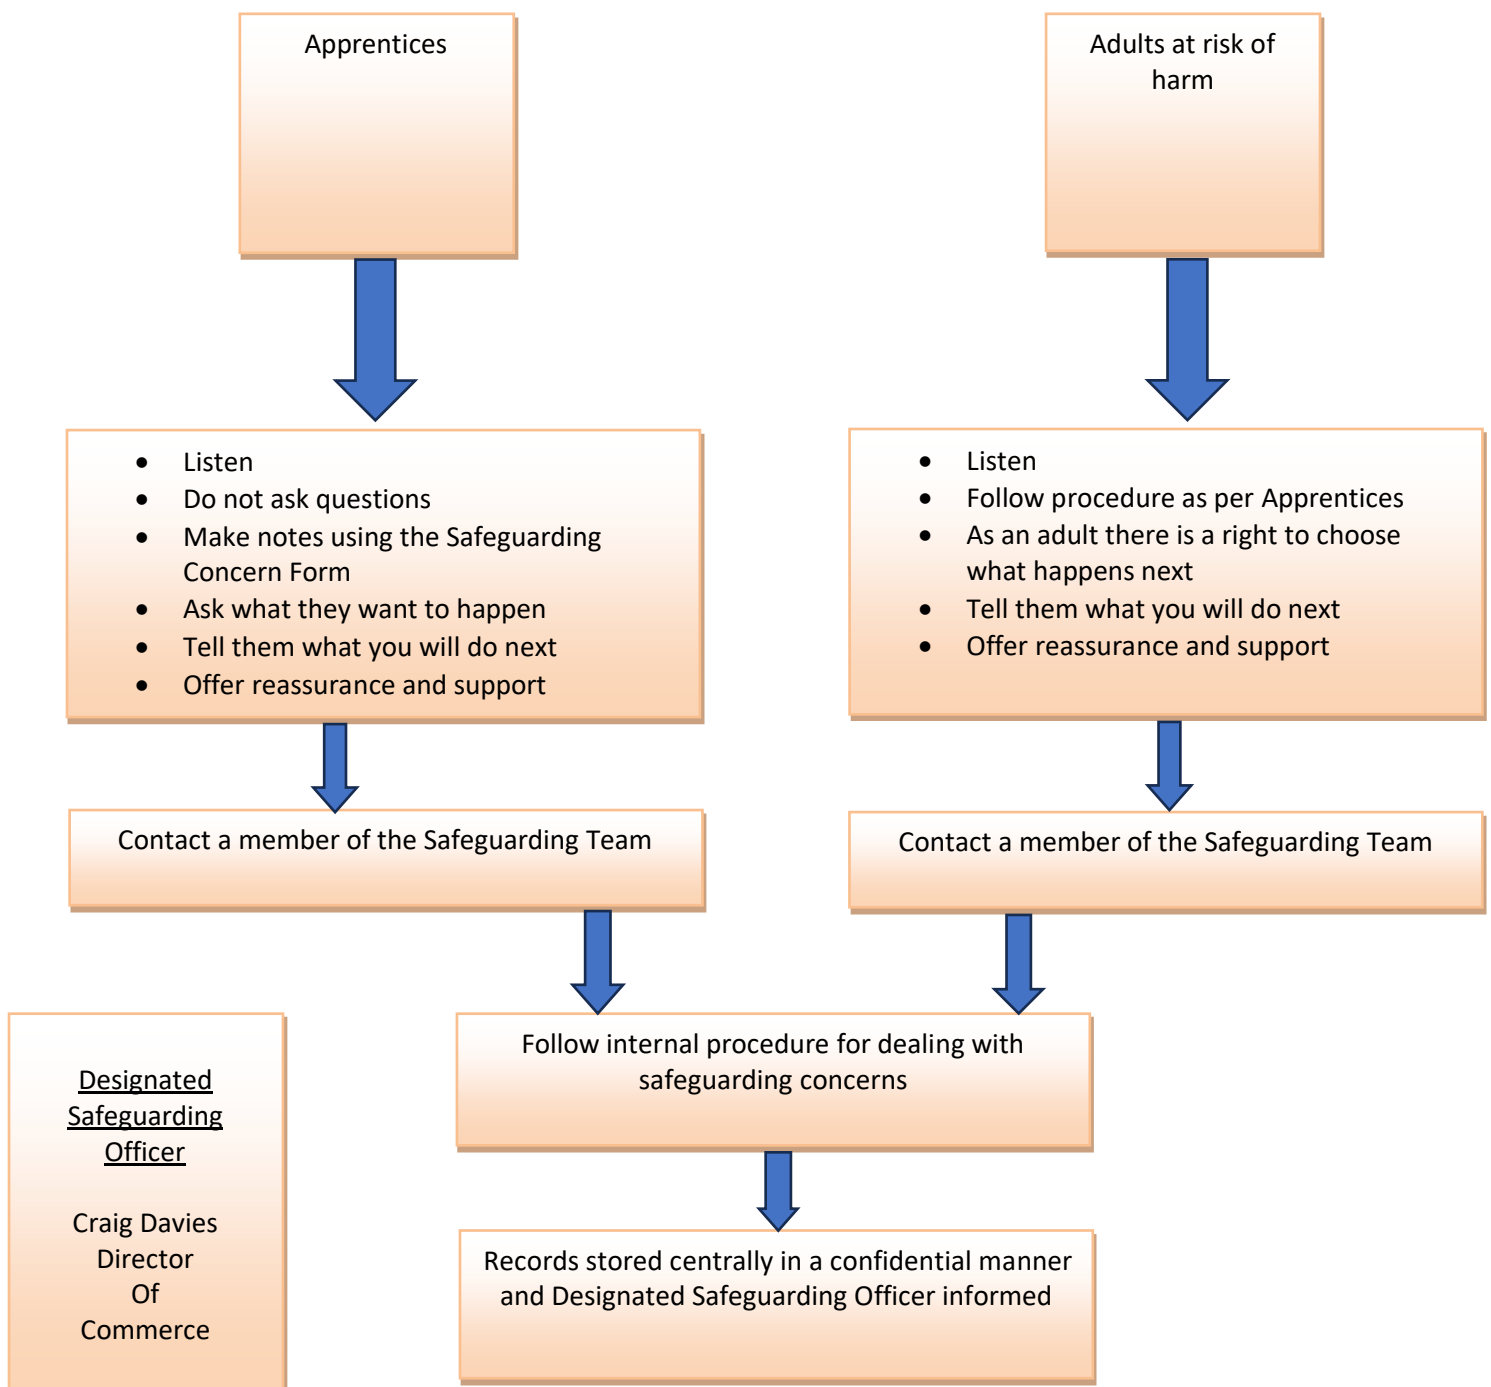 Apprentices
Adults at risk of
harm
• Listen
• Do not ask questions
• Make notes using the Safeguarding
Concern Form
• Ask what they want to happen
• Tell them what you will do next
• Offer reassurance and support
• Listen
• Follow procedure as per Apprentices
• As an adult there is a right to choose
what happens next
• Tell them what you will do next
• Offer reassurance and support
Contact a member of the Safeguarding Team
Contact a member of the Safeguarding Team
Follow internal procedure for dealing with
safeguarding concerns
Designated
Safeguarding
Officer
Craig Davies
Director
Of
Commerce
Records stored centrally in a confidential manner
and Designated Safeguarding Officer informed